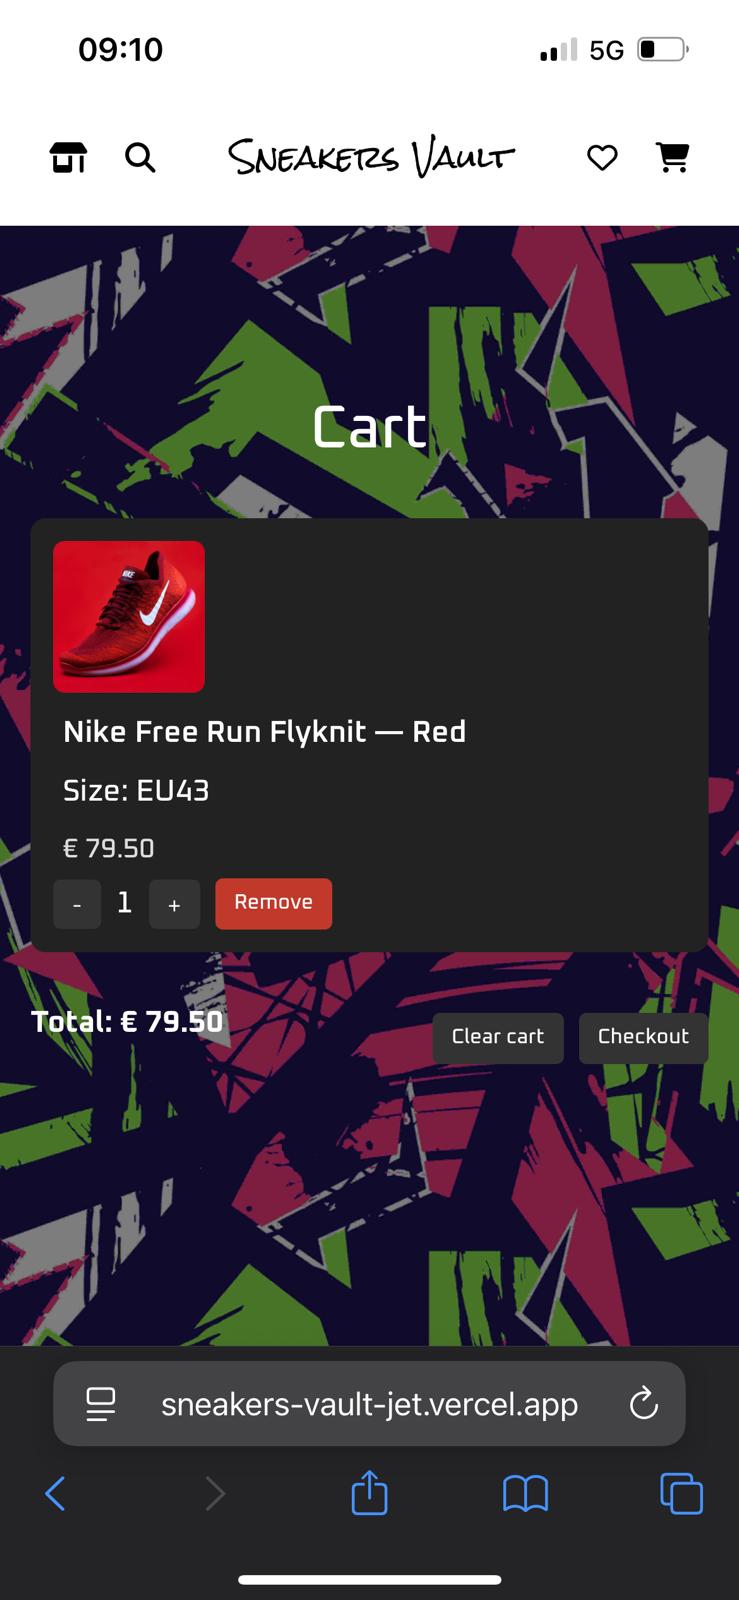 09:10 5G
Sneakers Vault
Cart
NIKE
Nike Free Run Flyknit — Red
Size: EU43
€ 79.50
- 1 + Remove
Total: € 79.50
Clear cart Checkout
sneakers-vault-jet.vercel.app